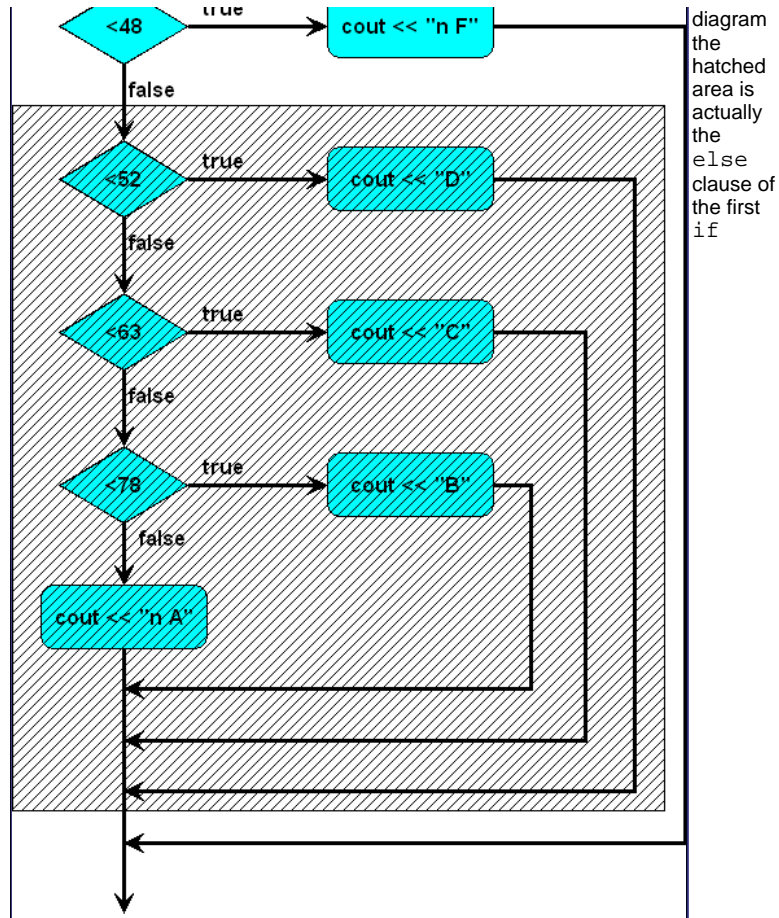 <48
true
cout << "n F"
false
<52
true
cout << "D"
false
<63
true
cout << "C"
false
<78
true
cout << "B"
false
cout << "n A"
diagram
the
hatched
area is
actually
the
else
clause of
the first
if